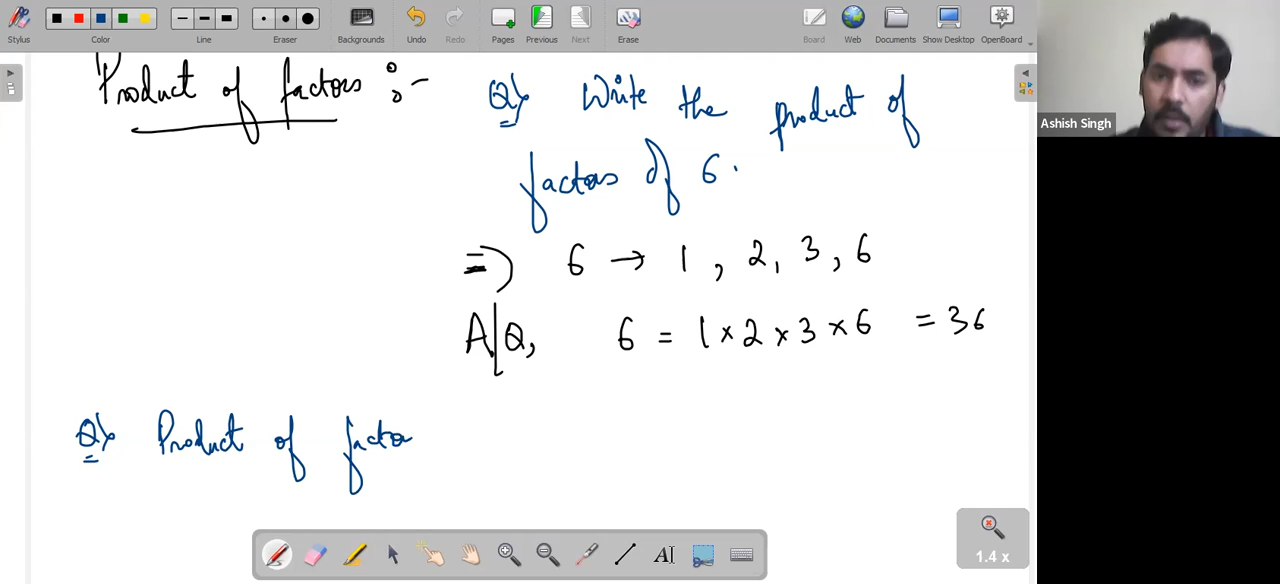 Stylus
Color
Line
Eraser
Backgrounds
Undo
Redo
Pages
Previous
Next
Erase
Board
Web
Documents
Show Desktop
OpenBoard
Product of factors :-
Q> Write the product of
factors of 6.
=> 6 → 1, 2, 3, 6
A|Q, 6 = 1 × 2 × 3 × 6 = 36
Q> Product of facto
Ashish Singh
1.4 x